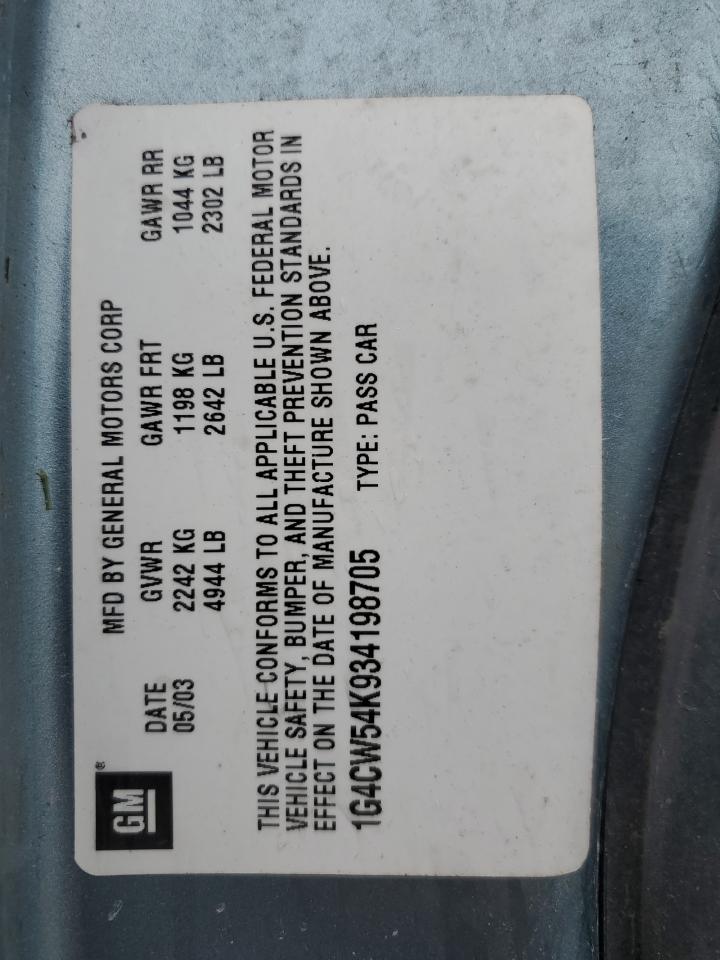 GM®
MFD BY GENERAL MOTORS CORP
DATE GVWR GAWR FRT GAWR RR
05/03 2242 KG 1198 KG 1044 KG
4944 LB 2642 LB 2302 LB
THIS VEHICLE CONFORMS TO ALL APPLICABLE U.S. FEDERAL MOTOR
VEHICLE SAFETY, BUMPER, AND THEFT PREVENTION STANDARDS IN
EFFECT ON THE DATE OF MANUFACTURE SHOWN ABOVE.
1G4CW54K934198705 TYPE: PASS CAR